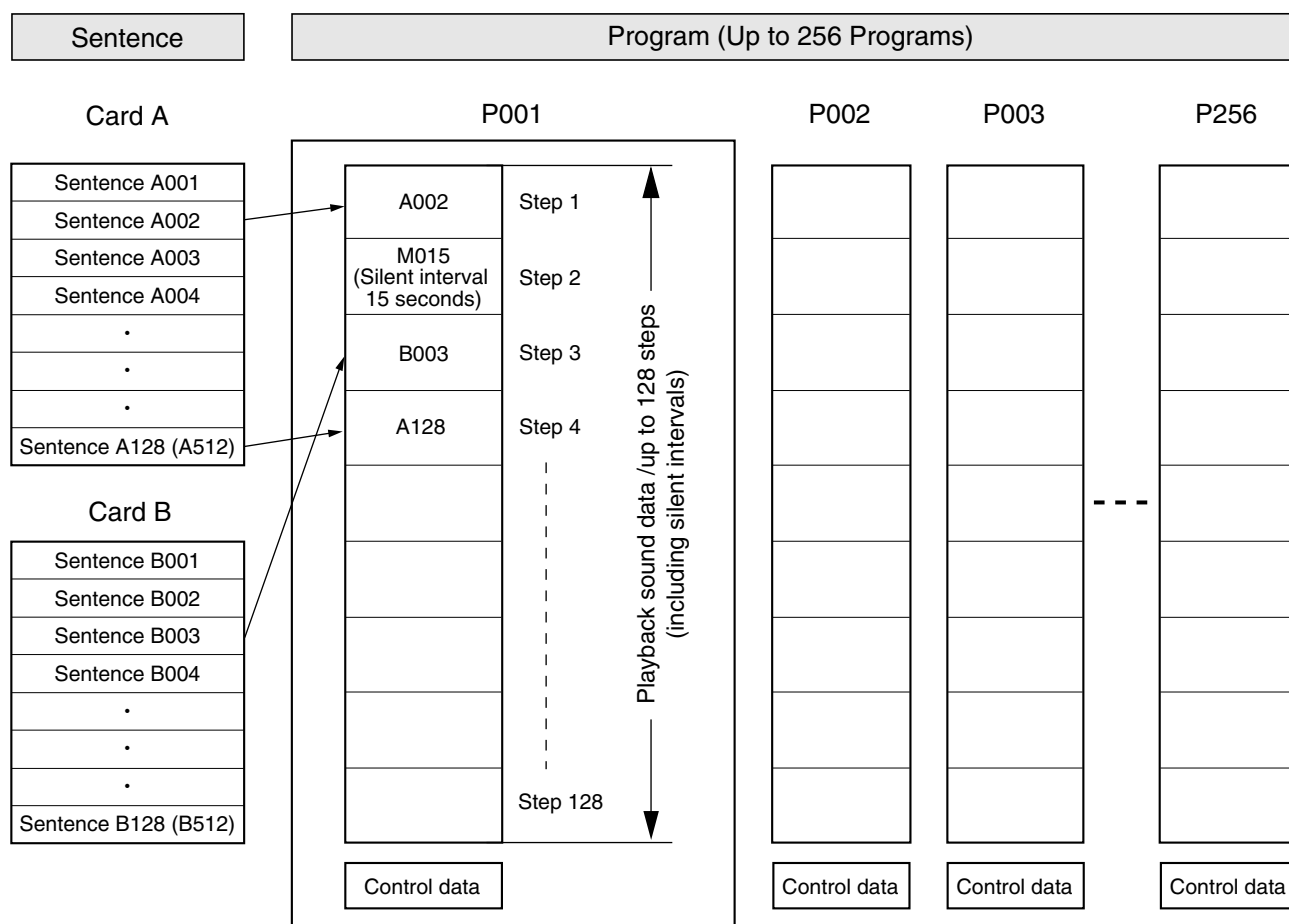 Sentence
Program (Up to 256 Programs)
Card A
Sentence A001
Sentence A002
Sentence A003
Sentence A004
.
.
.
Sentence A128 (A512)
Card B
Sentence B001
Sentence B002
Sentence B003
Sentence B004
.
.
.
Sentence B128 (B512)
P001
A002
Step 1
M015
(Silent interval
15 seconds)
Step 2
B003
Step 3
A128
Step 4
Step 128
Playback sound data /up to 128 steps
(including silent intervals)
Control data
P002
Control data
P003
Control data
P256
Control data